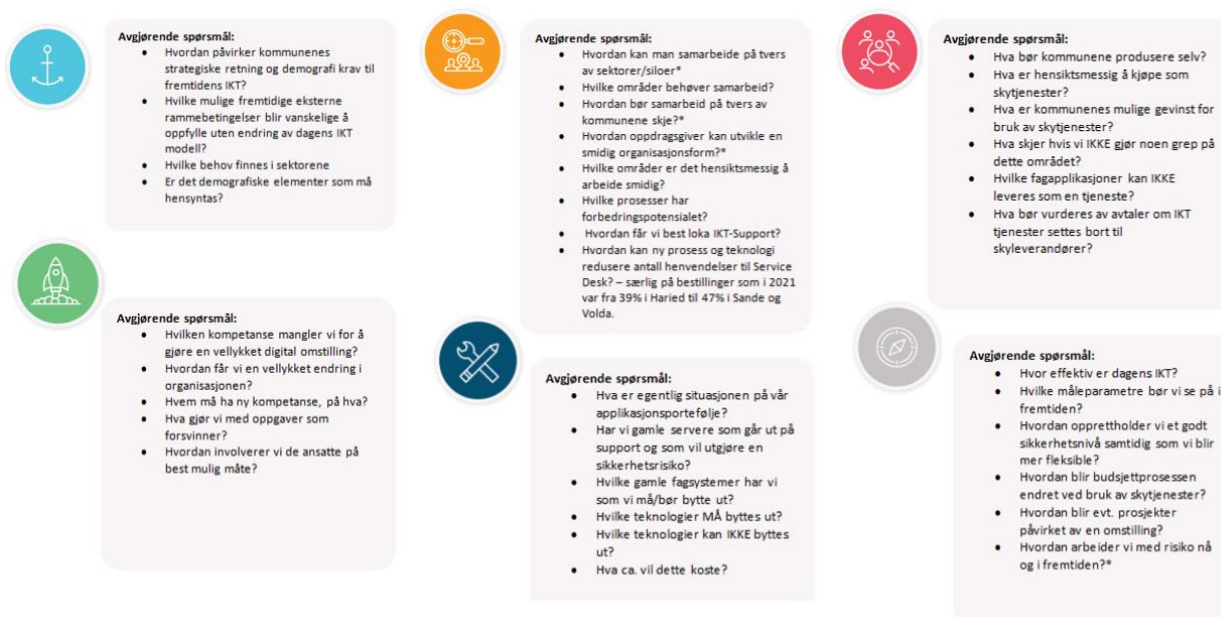 Avgjørende spørsmål:
• Hvordan påvirker kommunenes
strategiske retning og demografi krav til
fremtidens IKT?
• Hvilke mulige fremtidige eksterne
rammebetingelser blir vanskelige å
oppfylle uten endring av dagens IKT
modell?
• Hvilke behov finnes i sektorene
• Er det demografiske elementer som må
hensyntas?
Avgjørende spørsmål:
• Hvordan kan man samarbeide på tvers
av sektorer/siloer*
• Hvilke områder behøver samarbeid?
• Hvordan bør samarbeid på tvers av
kommunene skje?*
• Hvordan oppdragsgiver kan utvikle en
smidig organisasjonsform?*
• Hvilke områder er det hensiktsmessig å
arbeide smidig?
• Hvilke prosesser har
forbedringspotensialet?
• Hvordan får vi best loka IKT-Support?
• Hvordan kan ny prosess og teknologi
redusere antall henvendelser til Service
Desk? – særlig på bestillinger som i 2021
var fra 39% i Haried til 47% i Sande og
Volda.
Avgjørende spørsmål:
• Hva bør kommunene produsere selv?
• Hva er hensiktsmessig å kjøpe som
skytjenester?
• Hva er kommunenes mulige gevinst for
bruk av skytjenester?
• Hva skjer hvis vi IKKE gjør noen grep på
dette området?
• Hvilke fagapplikasjoner kan IKKE
leveres som en tjeneste?
• Hva bør vurderes av avtaler om IKT
tjenester settes bort til
skyleverandører?
Avgjørende spørsmål:
• Hvilken kompetanse mangler vi for å
gjøre en vellykket digital omstilling?
• Hvordan får vi en vellykket endring i
organisasjonen?
• Hvem må ha ny kompetanse, på hva?
• Hva gjør vi med oppgaver som
forsvinner?
• Hvordan involverer vi de ansatte på
best mulig måte?
Avgjørende spørsmål:
• Hva er egentlig situasjonen på vår
applikasjonsportefølje?
• Har vi gamle servere som går ut på
support og som vil utgjøre en
sikkerhetsrisiko?
• Hvilke gamle fagsystemer har vi
som vi må/bør bytte ut?
• Hvilke teknologier MÅ byttes ut?
• Hvilke teknologier kan IKKE byttes
ut?
• Hva ca. vil dette koste?
Avgjørende spørsmål:
• Hvor effektiv er dagens IKT?
• Hvilke måleparametre bør vi se på i
fremtiden?
• Hvordan opprettholder vi et godt
sikkerhetsnivå samtidig som vi blir
mer fleksible?
• Hvordan blir budsjettprosessen
endret ved bruk av skytjenester?
• Hvordan blir evt. prosjekter
påvirket av en omstilling?
• Hvordan arbeider vi med risiko nå
og i fremtiden?*